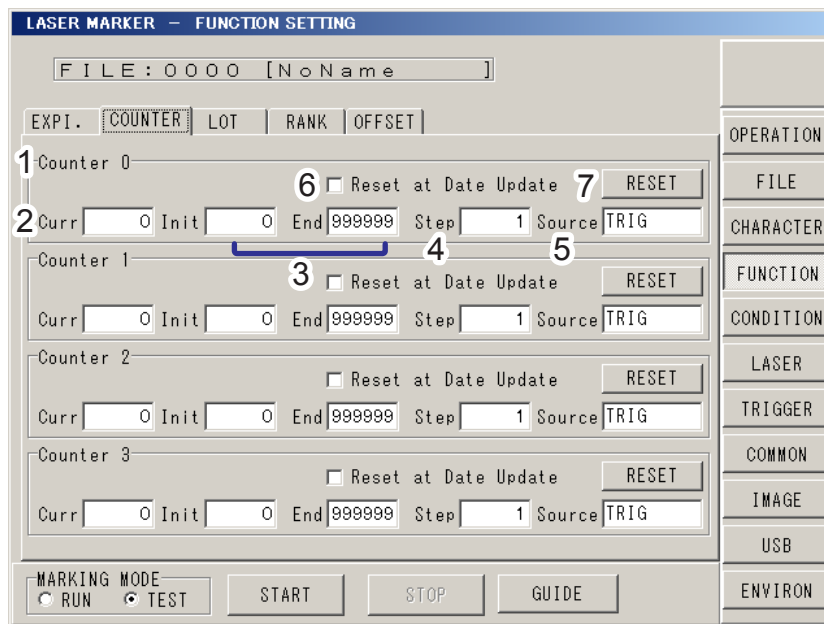 LASER MARKER － FUNCTION SETTING
FILE:0000 [NoName ]
EXPI. COUNTER LOT RANK OFFSET
1 Counter 0
6 Reset at Date Update 7 RESET
2 Curr 0 Init 0 End 999999 Step 1 Source TRIG
3 4 5
Counter 1
Reset at Date Update RESET
Curr 0 Init 0 End 999999 Step 1 Source TRIG
Counter 2
Reset at Date Update RESET
Curr 0 Init 0 End 999999 Step 1 Source TRIG
Counter 3
Reset at Date Update RESET
Curr 0 Init 0 End 999999 Step 1 Source TRIG
MARKING MODE
RUN TEST START STOP GUIDE
OPERATION
FILE
CHARACTER
FUNCTION
CONDITION
LASER
TRIGGER
COMMON
IMAGE
USB
ENVIRON